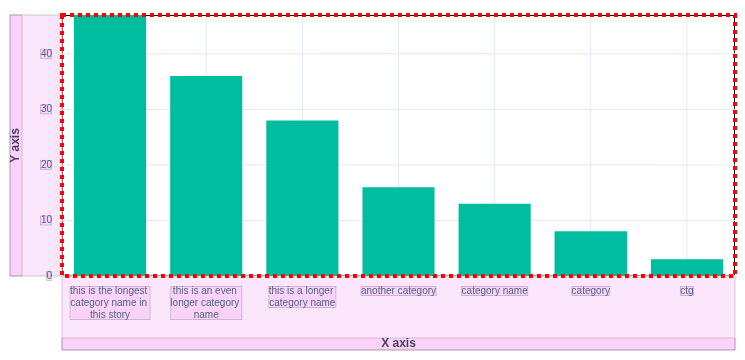 Y axis
40
30
20
10
0
this is the longest
category name in
this story
this is an even
longer category
name
this is a longer
category name
another category
category name
category
ctg
X axis